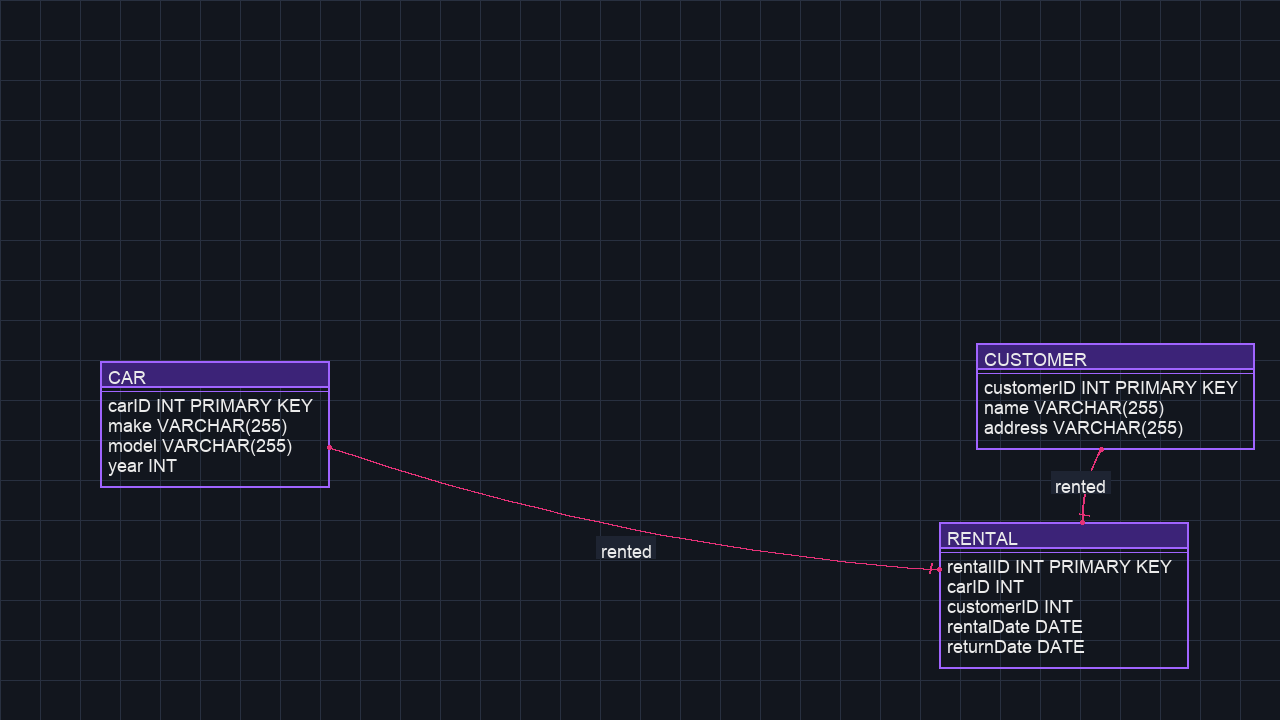 CAR
carID INT PRIMARY KEY
make VARCHAR(255)
model VARCHAR(255)
year INT
rented
CUSTOMER
customerID INT PRIMARY KEY
name VARCHAR(255)
address VARCHAR(255)
rented
RENTAL
rentalID INT PRIMARY KEY
carID INT
customerID INT
rentalDate DATE
returnDate DATE